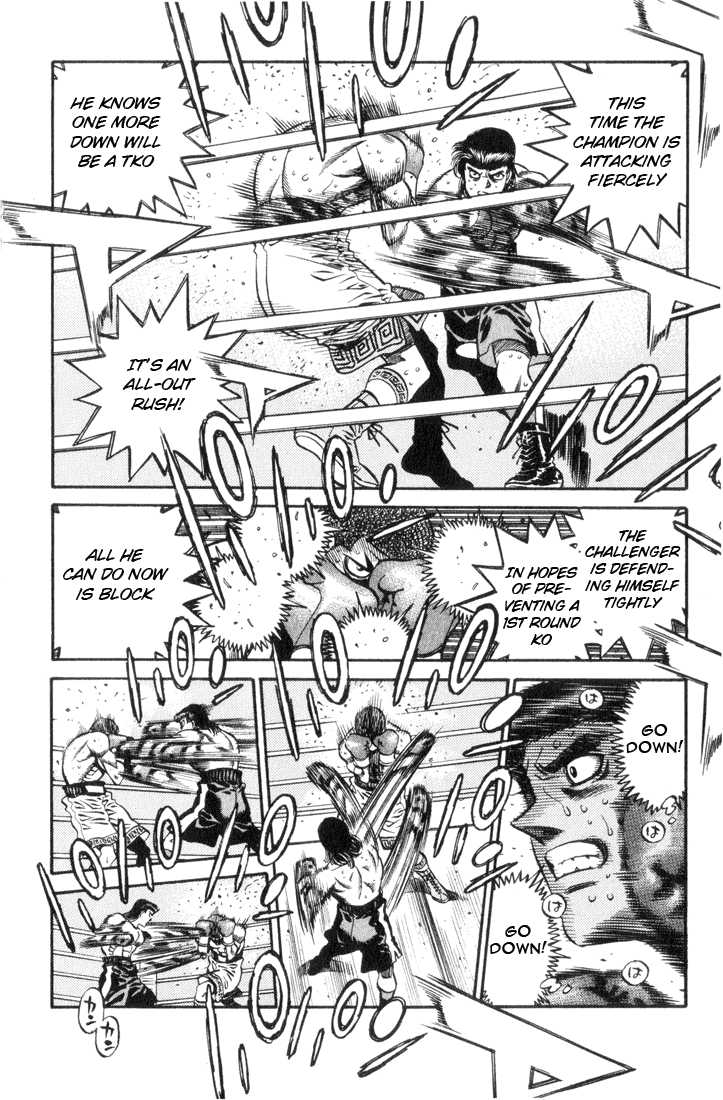 THIS
TIME THE
CHAMPION IS
ATTACKING
FIERCELY
HE KNOWS
ONE MORE
DOWN WILL
BE A TKO
IT'S AN
ALL-OUT
RUSH!
THE
CHALLENGER
IS DEFEND-
ING HIMSELF
TIGHTLY
IN HOPES
OF PRE-
VENTING A
1ST ROUND
KO
ALL HE
CAN DO NOW
IS BLOCK
は
GO
DOWN!
は
は
GO
DOWN!
は
カン
カン